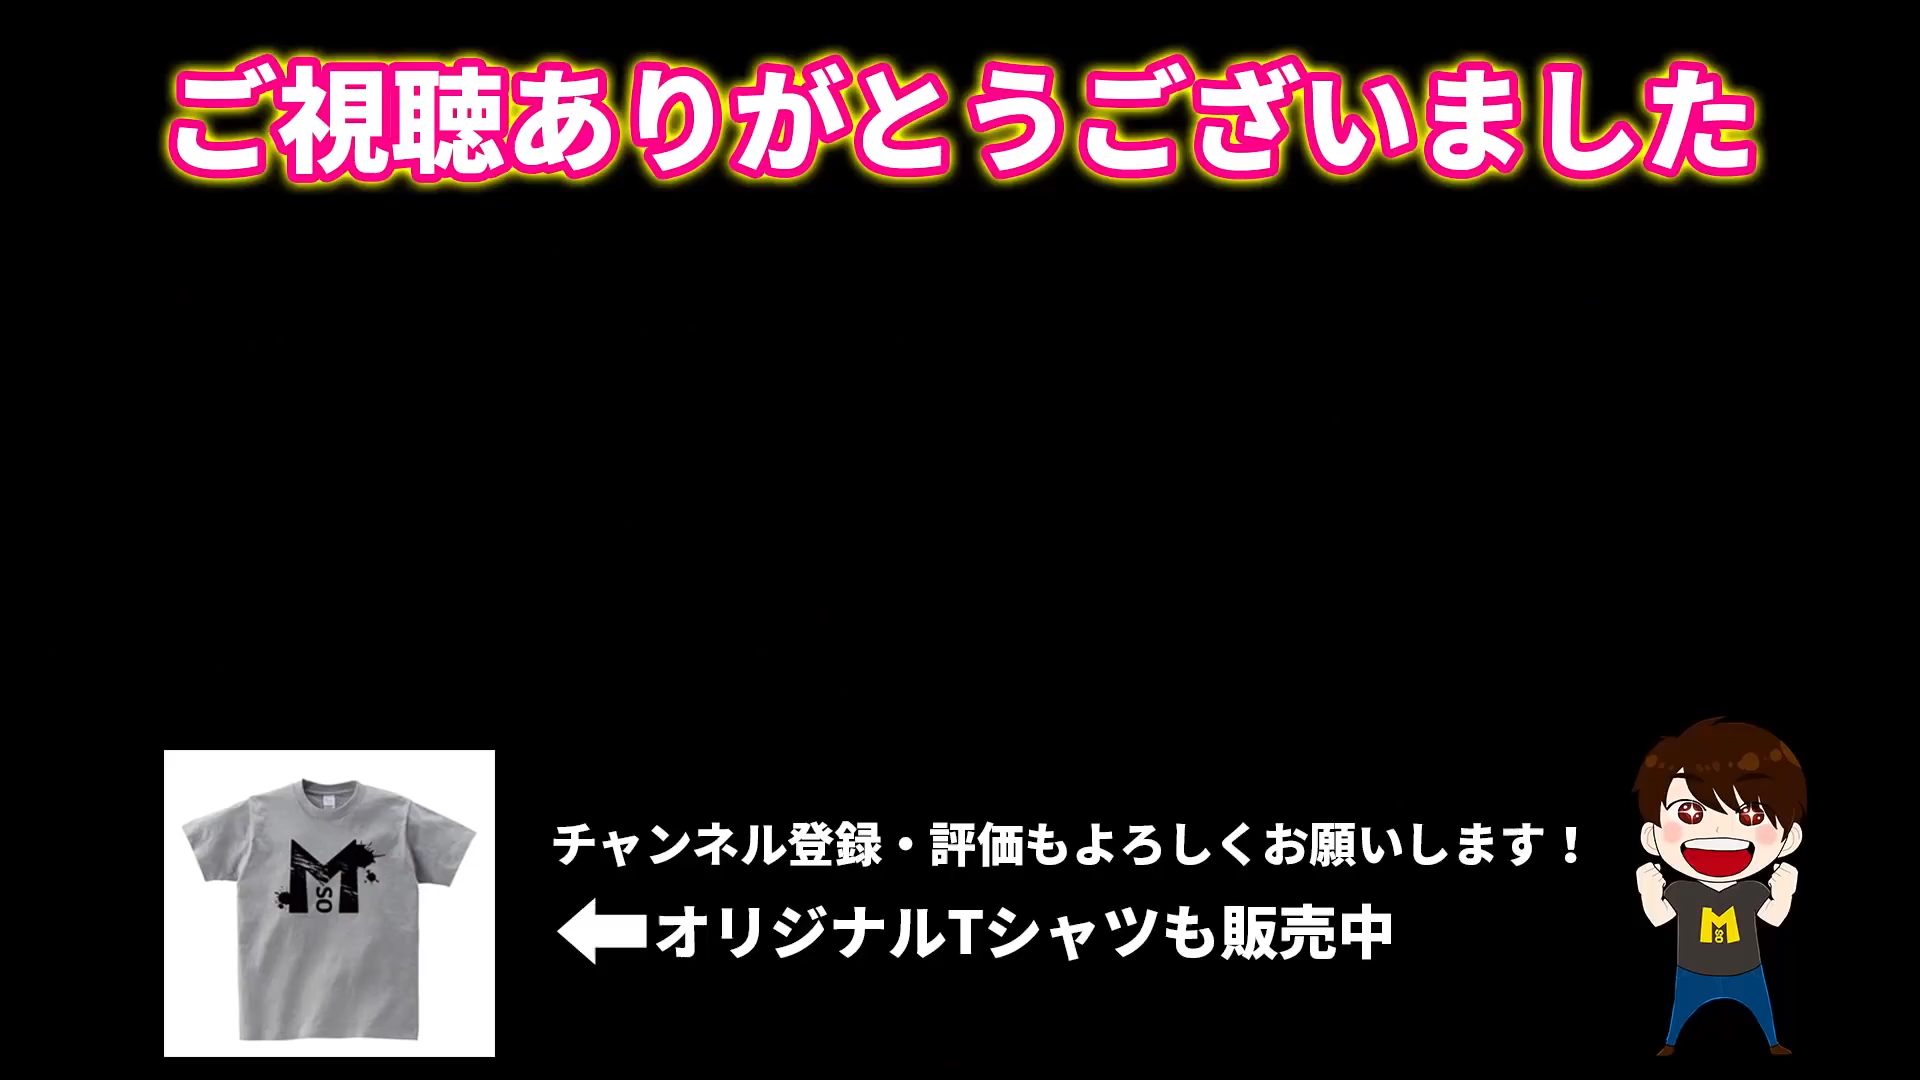 ご視聴ありがとうございました
チャンネル登録・評価もよろしくお願いします！
⬅オリジナルTシャツも販売中
M
SO
M
SO